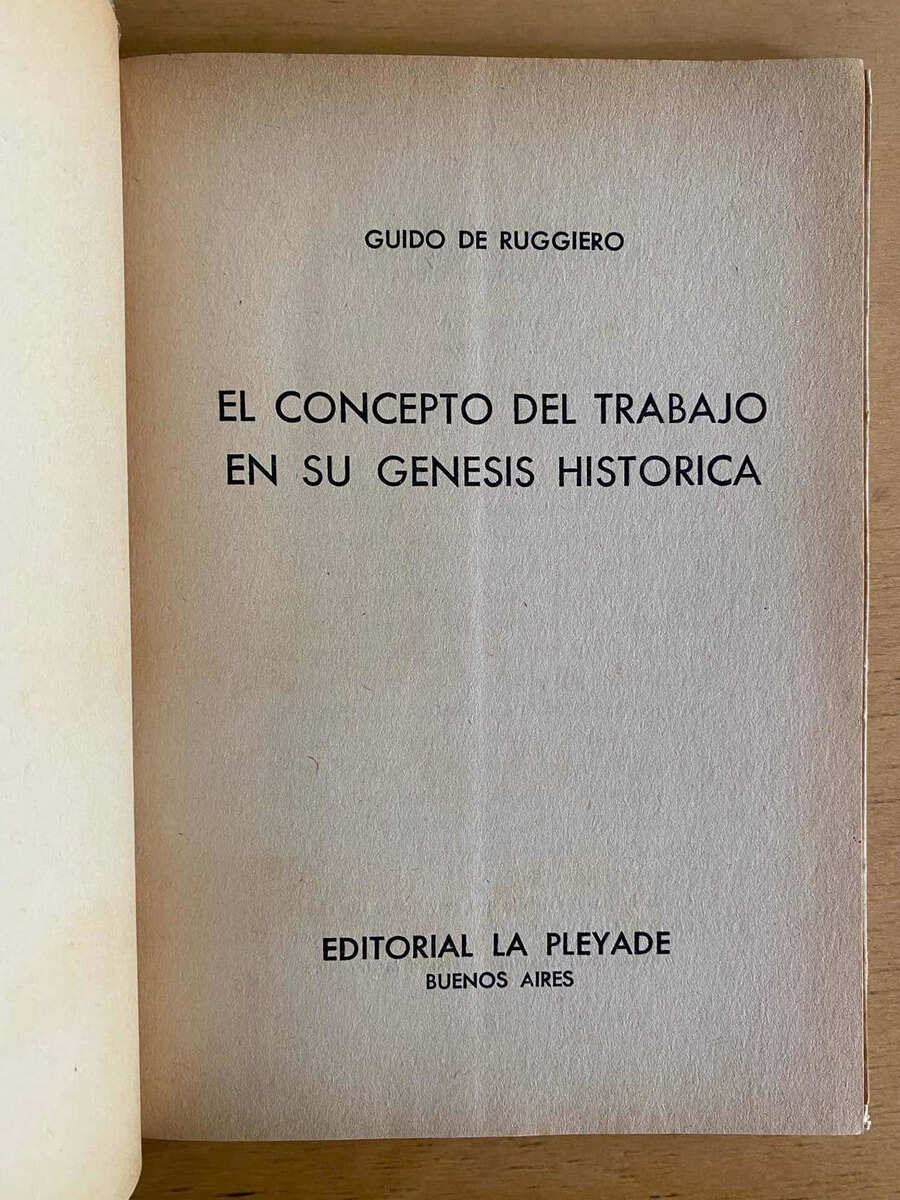 GUIDO DE RUGGIERO
EL CONCEPTO DEL TRABAJO
EN SU GENESIS HISTORICA
EDITORIAL LA PLEYADE
BUENOS AIRES